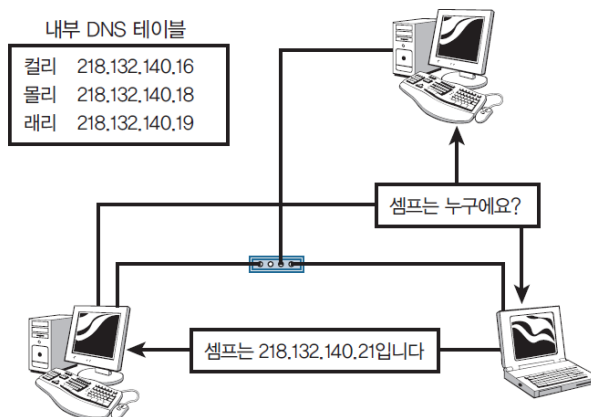 내부 DNS 테이블
컬리 218.132.140.16
몰리 218.132.140.18
래리 218.132.140.19
셈프는 누구에요?
셈프는 218.132.140.21입니다